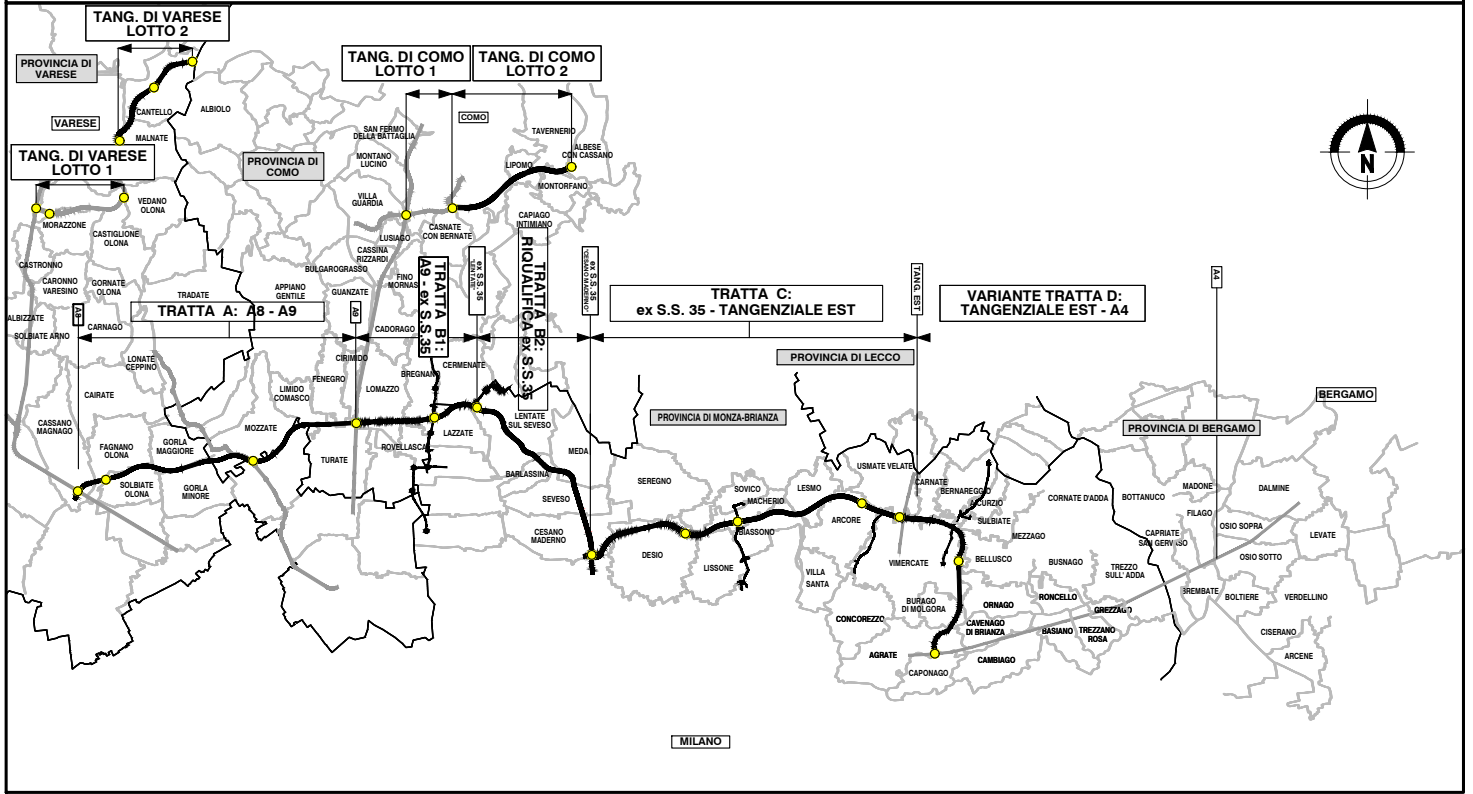 TANG. DI VARESE
LOTTO 2
PROVINCIA DI
VARESE
CANTELLO
ALBIOLO
VARESE
MALNATE
TANG. DI VARESE
LOTTO 1
VEDANO
OLONA
MORAZZONE
CASTIGLIONE
OLONA
PROVINCIA DI
COMO
TANG. DI COMO
LOTTO 1
TANG. DI COMO
LOTTO 2
COMO
SAN FERMO
DELLA BATTAGLIA
MONTANO
LUCINO
VILLA
GUARDIA
TAVERNERIO
ALBESE
CON CASSANO
LIPOMO
MONTORFANO
CAPIAGO
INTIMIANO
CASNATE
CON BERNATE
LUSIAGO
CASSINA
RIZZARDI
BULGAROGRASSO
FINO
MORNAS
GUANZATE
APPIANO
GENTILE
CASTRONNO
CARONNO
VARESINO
GORNATE
OLONA
TRADATE
ALBIZZATE
SOLBIATE ARNO
CARNAGO
A8
TRATTA A: A8 - A9
A9
TRATTA B1:
A9 - ex S.S.35
ex S.S. 35
"LENTATE"
TRATTA B2:
RIQUALIFICA ex S.S.35
ex S.S. 35
"CESANO MADERNO"
TRATTA C:
ex S.S. 35 - TANGENZIALE EST
TANG. EST
VARIANTE TRATTA D:
TANGENZIALE EST - A4
A4
N
CADORAGO
CIRIMIDO
FENEGRO
LOMAZZO
BREGNANO
CERMENATE
LONATE
CEPPINO
LIMIDO
COMASCO
CAIRATE
CASSANO
MAGNAGO
FAGNANO
OLONA
GORLA
MAGGIORE
MOZZATE
SOLBIATE
OLONA
GORLA
MINORE
TURATE
ROVELLASCA
LAZZATE
LENTATE
SUL SEVESO
MEDA
BARLASSINA
SEVESO
CESANO
MADERNO
PROVINCIA DI LECCO
PROVINCIA DI MONZA-BRIANZA
BERGAMO
PROVINCIA DI BERGAMO
SEREGNO
SOVICO
MACHERIO
LESMO
USMATE VELATE
CARNATE
BERNAREGGIO
AICURZIO
SULBIATE
MEZZAGO
CORNATE D'ADDA
BOTTANUCO
MADONE
FILAGO
DALMINE
DESIO
LISSONE
BIASSONO
ARCORE
VIMERCATE
BELLUSCO
BUSNAGO
TREZZO
SULL' ADDA
CAPRIATE
SAN GERVASO
OSIO SOPRA
OSIO SOTTO
LEVATE
VILLA
SANTA
BURAGO
DI MOLGORA
CONCOREZZO
ORNAGO
RONCELLO
GREZZAGO
BREMBATE
BOLTIERE
VERDELLINO
CAVENAGO
DI BRIANZA
BASIANO
TREZZANO
ROSA
CISERANO
ARCENE
AGRATE
CAMBIAGO
CAPONAGO
MILANO